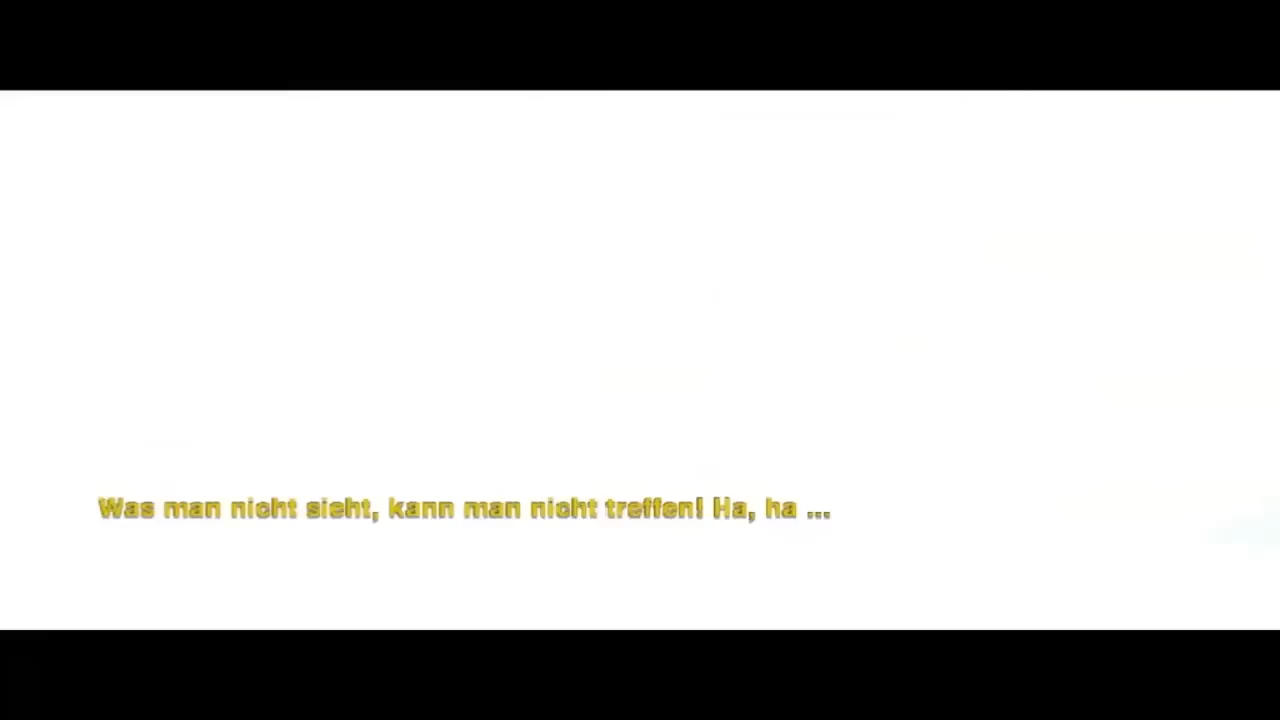 Was man nicht sieht, kann man nicht treffen! Ha, ha ...